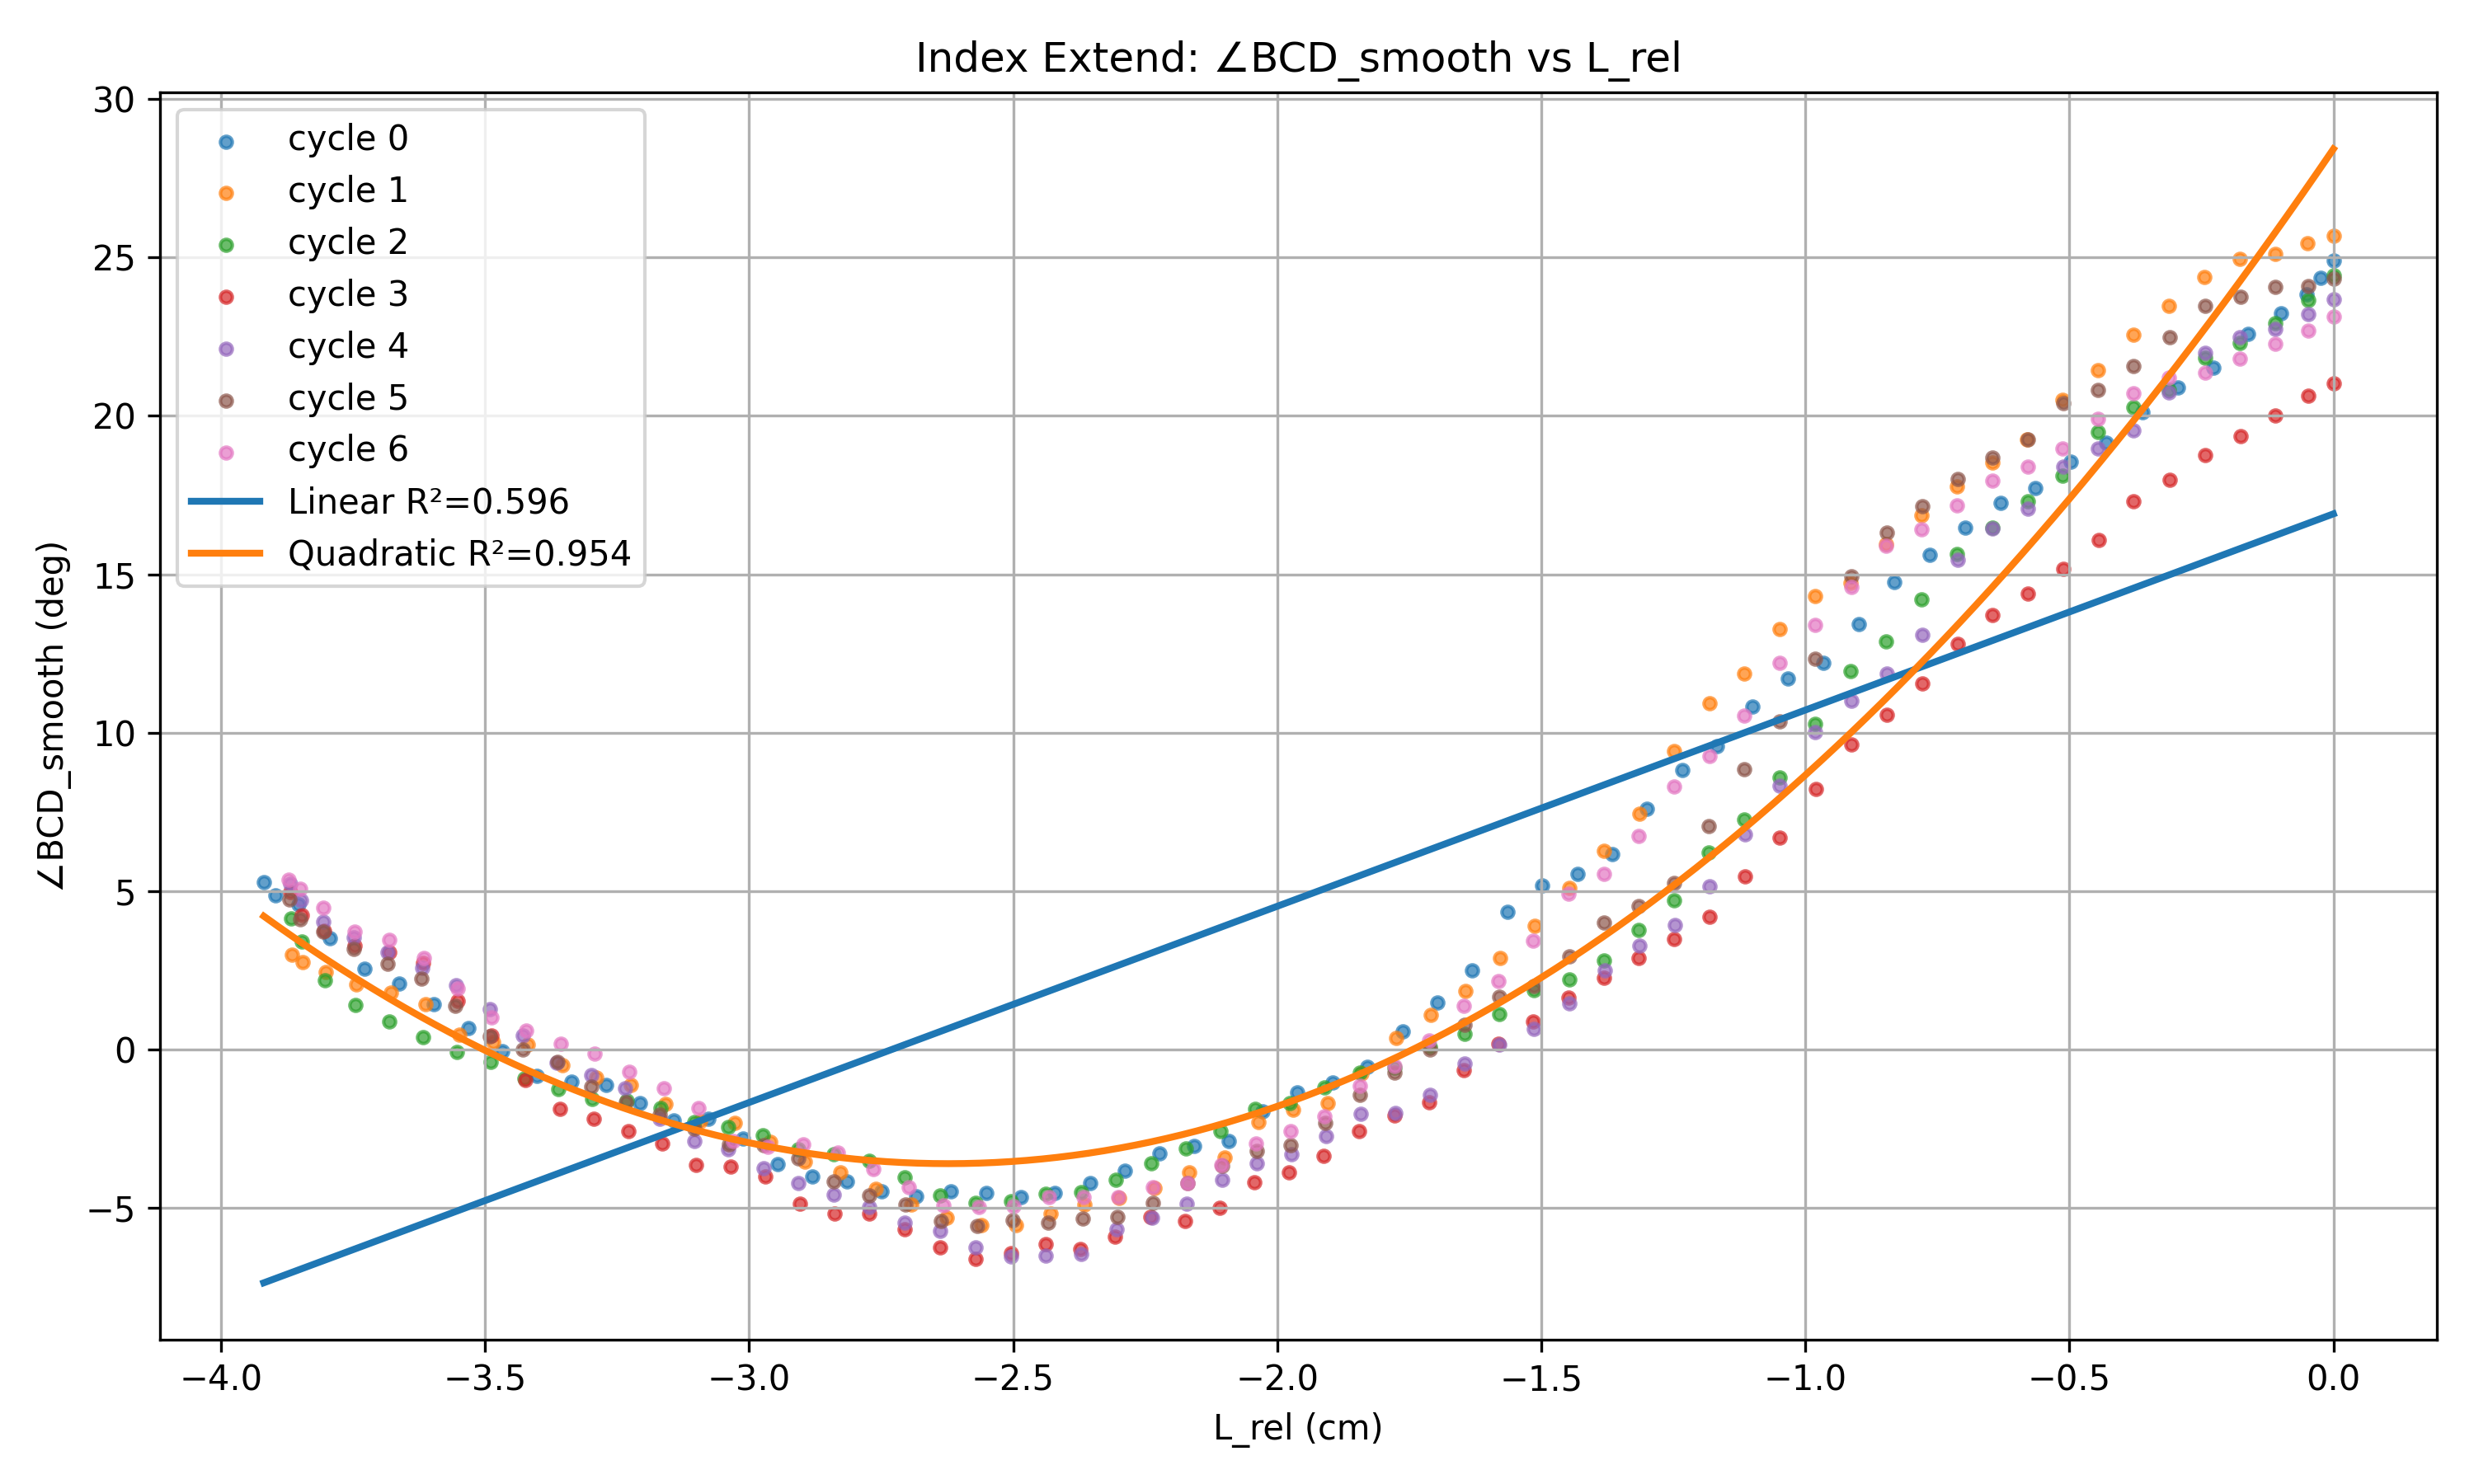 Index Extend: ∠BCD_smooth vs L_rel
30
25
20
15
10
5
0
−5
∠BCD_smooth (deg)
cycle 0
cycle 1
cycle 2
cycle 3
cycle 4
cycle 5
cycle 6
Linear R²=0.596
Quadratic R²=0.954
−4.0 −3.5 −3.0 −2.5 −2.0 −1.5 −1.0 −0.5 0.0
L_rel (cm)